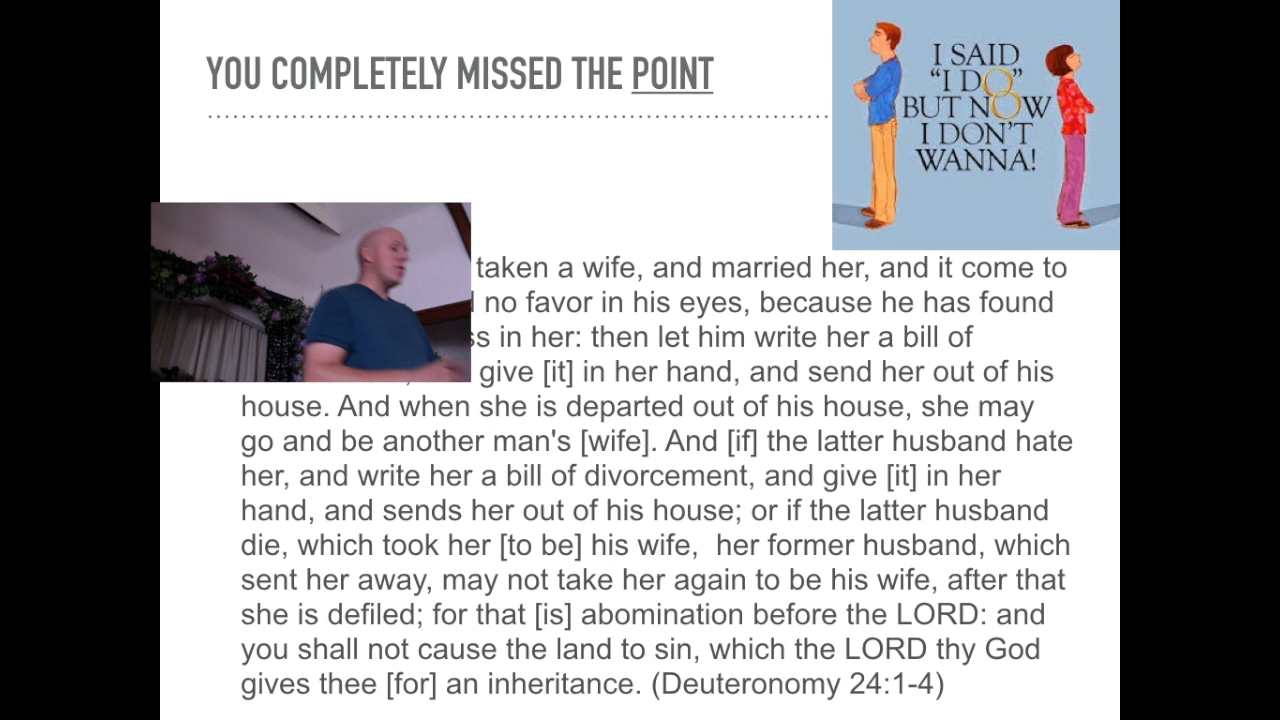 YOU COMPLETELY MISSED THE POINT
I SAID
“I DO”
BUT NOW
I DON'T
WANNA!
taken a wife, and married her, and it come to
no favor in his eyes, because he has found
in her: then let him write her a bill of
give [it] in her hand, and send her out of his
house. And when she is departed out of his house, she may
go and be another man's [wife]. And [if] the latter husband hate
her, and write her a bill of divorcement, and give [it] in her
hand, and sends her out of his house; or if the latter husband
die, which took her [to be] his wife,  her former husband, which
sent her away, may not take her again to be his wife, after that
she is defiled; for that [is] abomination before the LORD: and
you shall not cause the land to sin, which the LORD thy God
gives thee [for] an inheritance. (Deuteronomy 24:1-4)